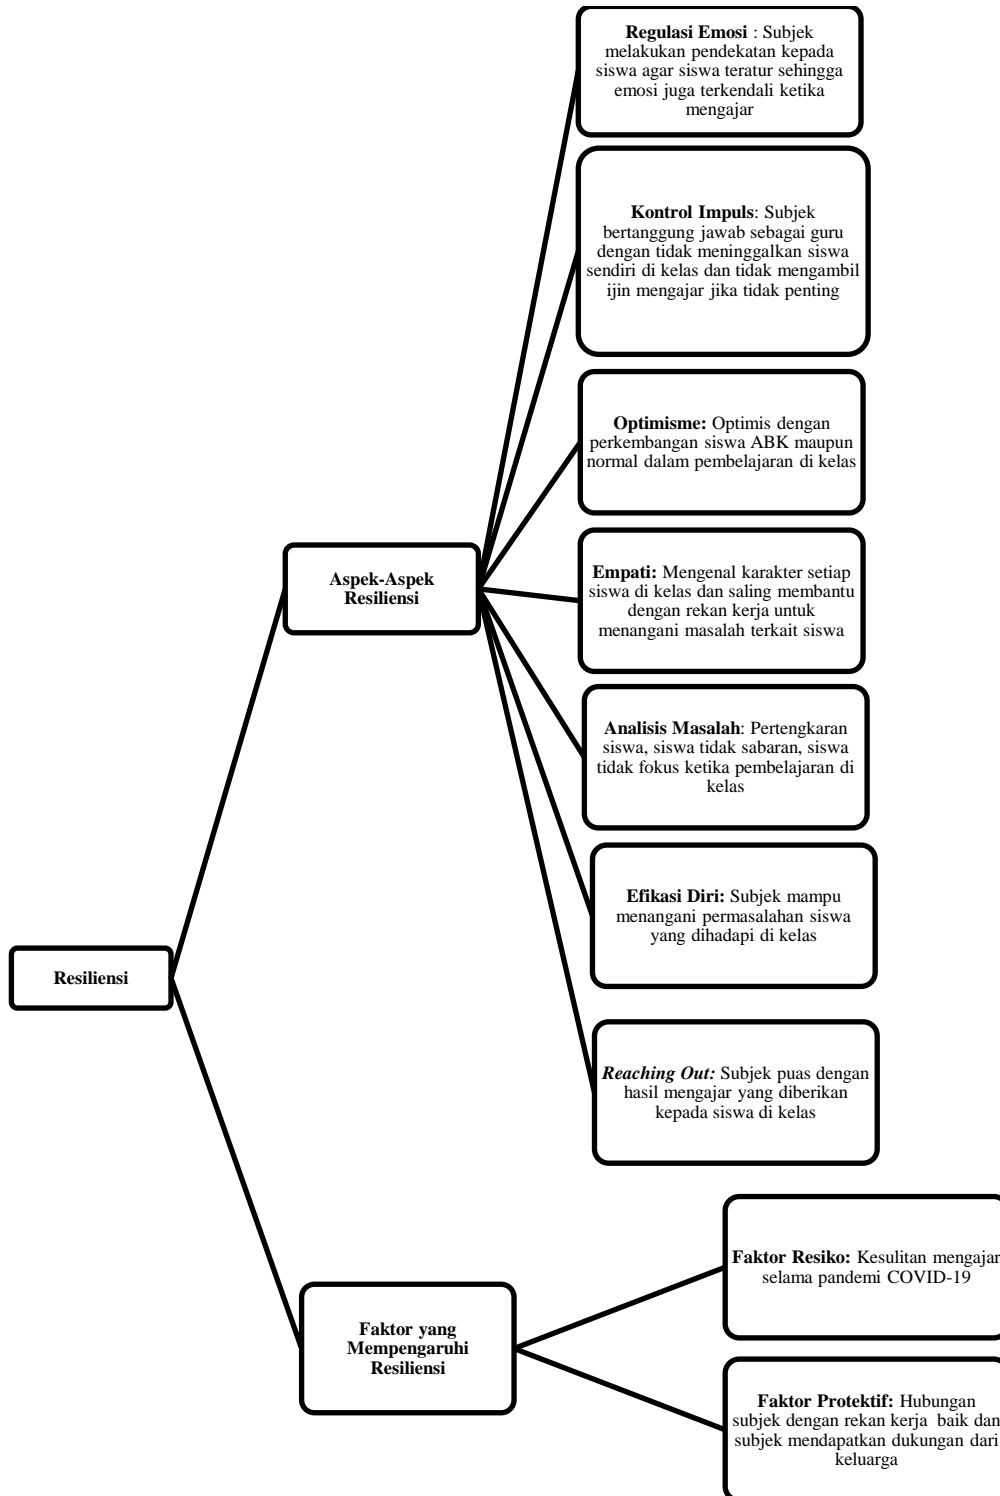 Regulasi Emosi : Subjek
melakukan pendekatan kepada
siswa agar siswa teratur sehingga
emosi juga terkendali ketika
mengajar
Kontrol Impuls: Subjek
bertanggung jawab sebagai guru
dengan tidak meninggalkan siswa
sendiri di kelas dan tidak mengambil
ijin mengajar jika tidak penting
Optimisme: Optimis dengan
perkembangan siswa ABK maupun
normal dalam pembelajaran di kelas
Aspek-Aspek
Resiliensi
Empati: Mengenal karakter setiap
siswa di kelas dan saling membantu
dengan rekan kerja untuk
menangani masalah terkait siswa
Analisis Masalah: Pertengkaran
siswa, siswa tidak sabaran, siswa
tidak fokus ketika pembelajaran di
kelas
Efikasi Diri: Subjek mampu
menangani permasalahan siswa
yang dihadapi di kelas
Resiliensi
Reaching Out: Subjek puas dengan
hasil mengajar yang diberikan
kepada siswa di kelas
Faktor yang
Mempengaruhi
Resiliensi
Faktor Resiko: Kesulitan mengajar
selama pandemi COVID-19
Faktor Protektif: Hubungan
subjek dengan rekan kerja baik dan
subjek mendapatkan dukungan dari
keluarga